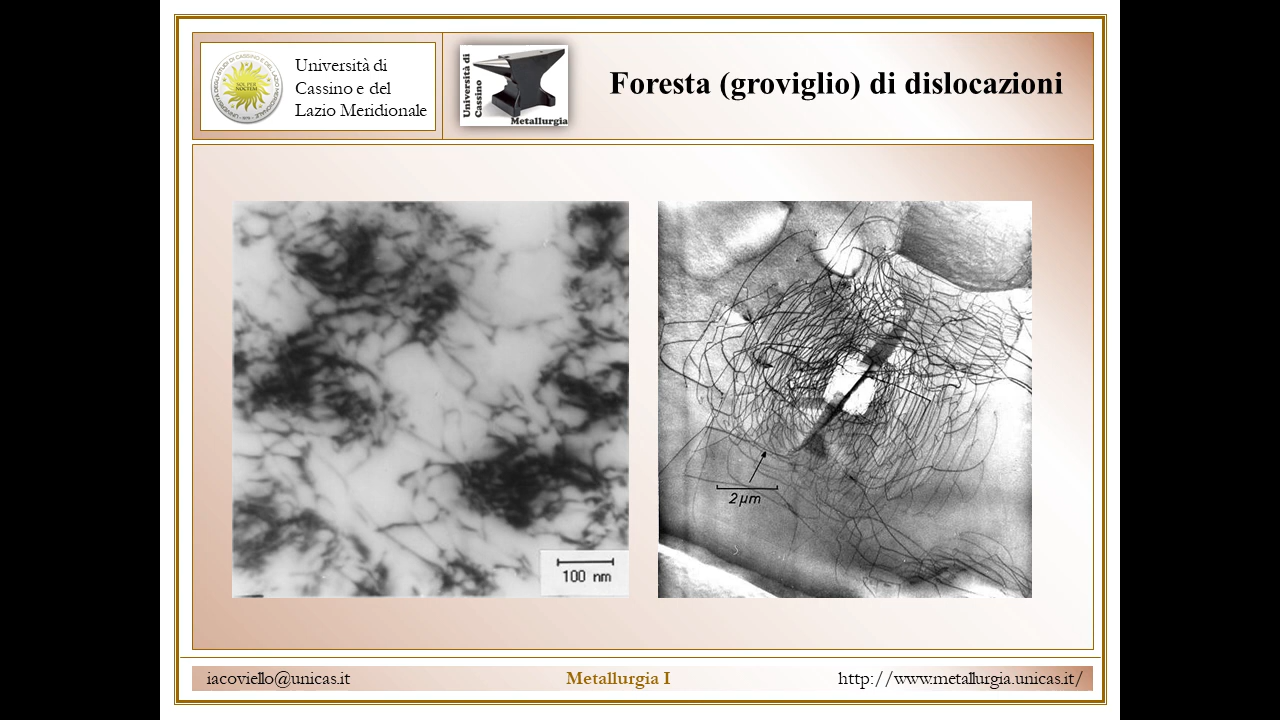 Università di
Cassino e del
Lazio Meridionale
Università di
Cassino
Metallurgia
Foresta (groviglio) di dislocazioni
100 nm
2 µm
iacoviello@unicas.it
Metallurgia I
http://www.metallurgia.unicas.it/